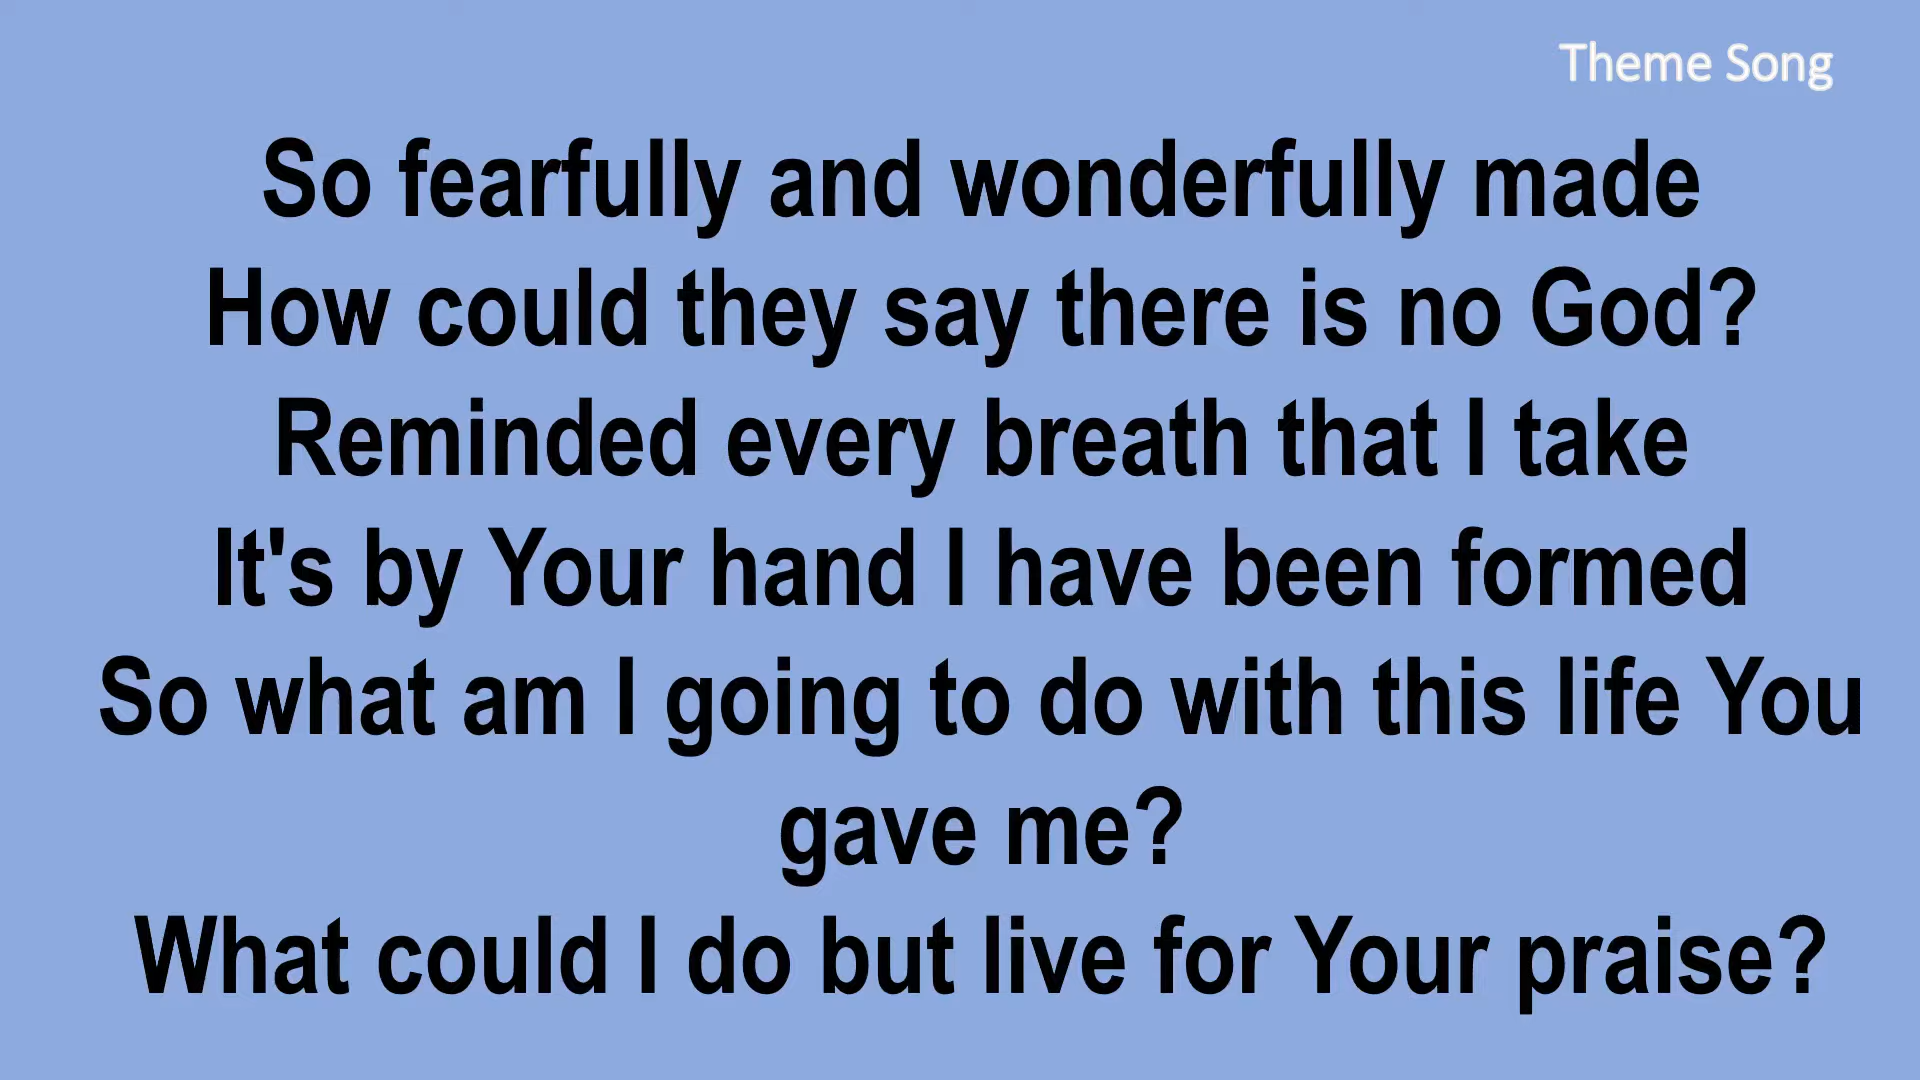 Theme Song
So fearfully and wonderfully made
How could they say there is no God?
Reminded every breath that I take
It's by Your hand I have been formed
So what am I going to do with this life You
gave me?
What could I do but live for Your praise?